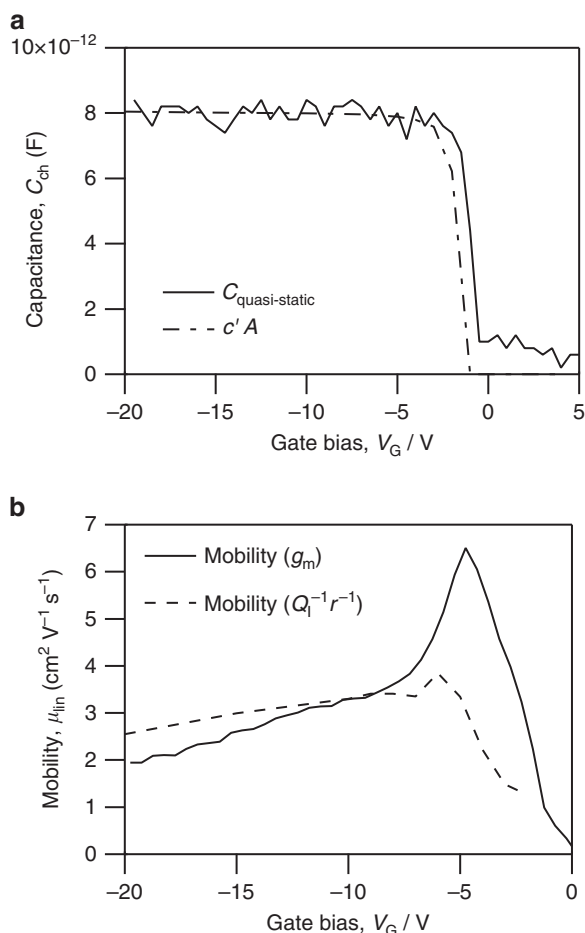 a
10×10⁻¹²
8
6
4
2
0
Capacitance, C_ch (F)
C_quasi-static
c′ A
−20 −15 −10 −5 0 5
Gate bias, V_G / V
b
7
6
5
4
3
2
1
0
Mobility, μ_lin (cm² V⁻¹ s⁻¹)
Mobility (g_m)
Mobility (Q_I⁻¹r⁻¹)
−20 −15 −10 −5 0
Gate bias, V_G / V